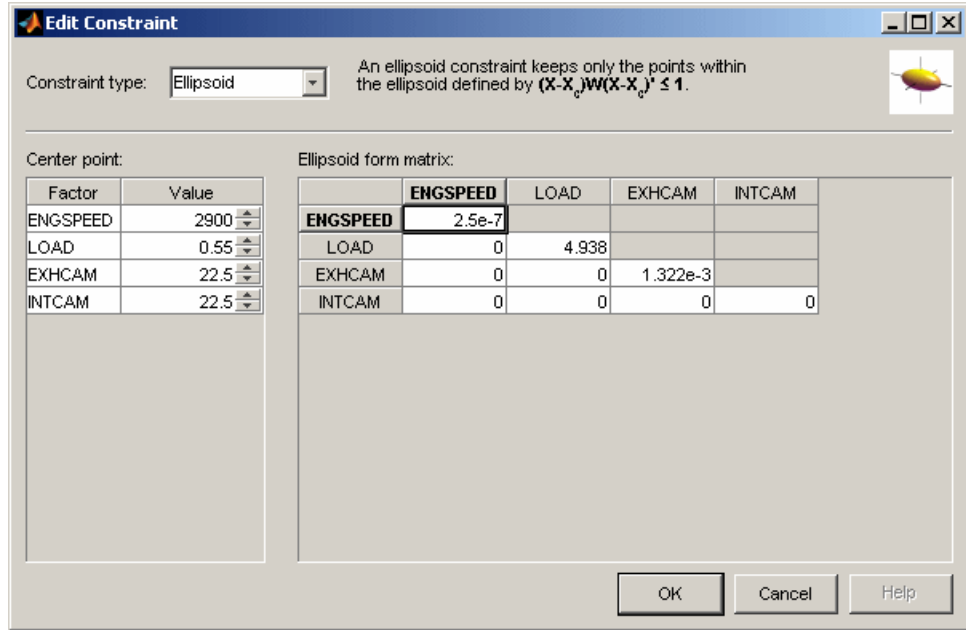 Edit Constraint
Constraint type: Ellipsoid
An ellipsoid constraint keeps only the points within
the ellipsoid defined by (X-Xc)W(X-Xc)' ≤ 1.
Center point:
Factor Value
ENGSPEED 2900
LOAD 0.55
EXHCAM 22.5
INTCAM 22.5
Ellipsoid form matrix:
ENGSPEED LOAD EXHCAM INTCAM
ENGSPEED 2.5e-7
LOAD 0 4.938
EXHCAM 0 0 1.322e-3
INTCAM 0 0 0 0
OK Cancel Help